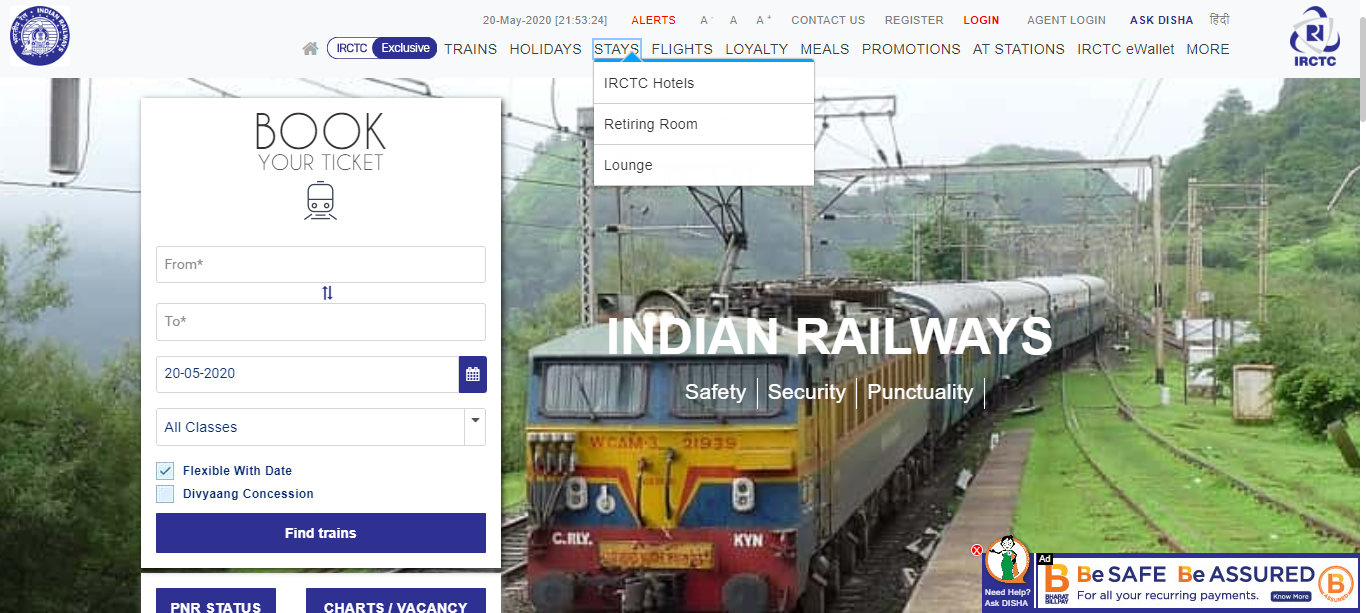 20-May-2020 [21:53:24] ALERTS A- A A+ CONTACT US REGISTER LOGIN AGENT LOGIN ASK DISHA हिंदी
INDIAN RAILWAYS
IRCTC Exclusive TRAINS HOLIDAYS STAYS FLIGHTS LOYALTY MEALS PROMOTIONS AT STATIONS IRCTC eWallet MORE
IRCTC
IRCTC Hotels
Retiring Room
Lounge
BOOK
YOUR TICKET
From*
To*
20-05-2020
All Classes
Flexible With Date
Divyaang Concession
Find trains
PNR STATUS CHARTS / VACANCY
INDIAN RAILWAYS
Safety Security Punctuality
WCAM-3 21939
C.RLY. KYN
Need Help?
Ask DISHA
Ad
B
BHARAT
BILLPAY
Be SAFE Be ASSURED
For all your recurring payments. Know More
B
ASSURED